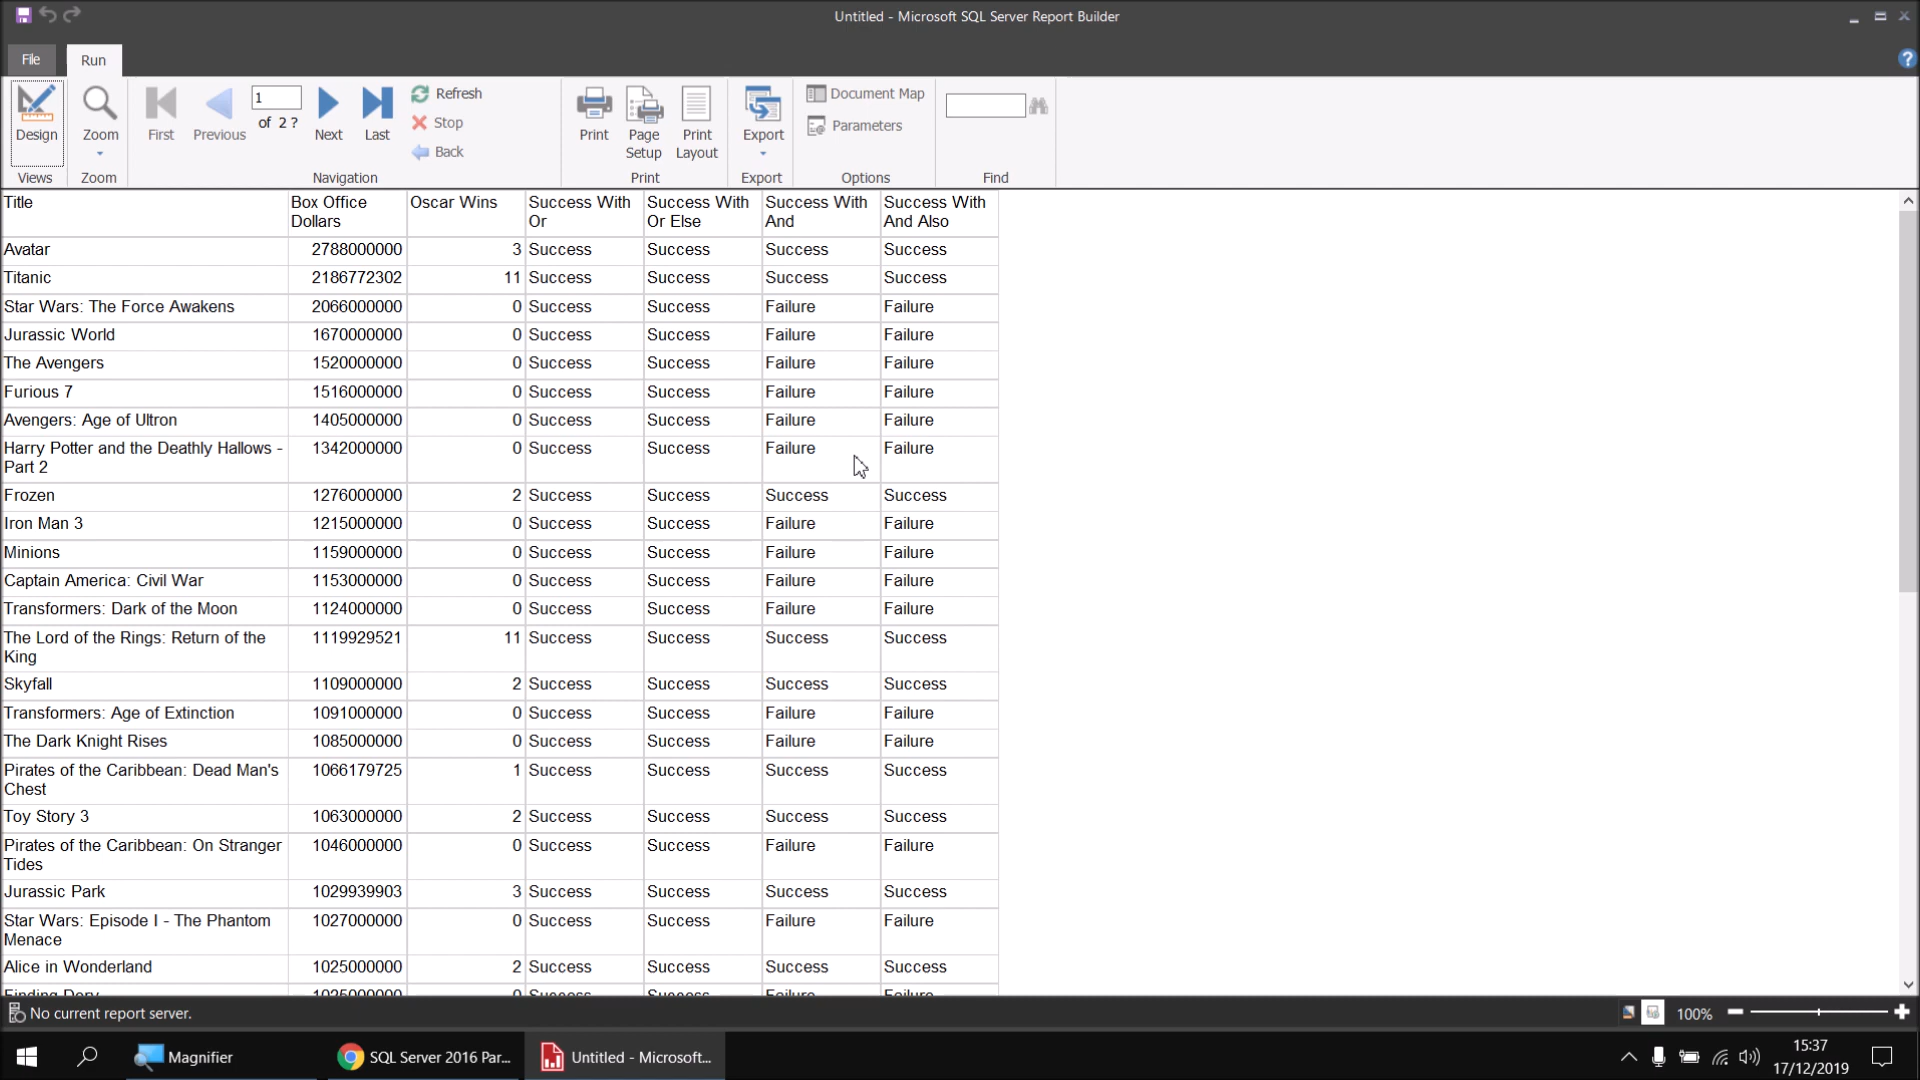 Untitled - Microsoft SQL Server Report Builder
File
Run
?
Design
Zoom
First
Previous
1
of 2 ?
Next
Last
Refresh
Stop
Back
Print
Page Setup
Print Layout
Export
Document Map
Parameters
Views
Zoom
Navigation
Print
Export
Options
Find
Title Box Office Dollars Oscar Wins Success With Or Success With Or Else Success With And Success With And Also
Avatar 2788000000 3 Success Success Success Success
Titanic 2186772302 11 Success Success Success Success
Star Wars: The Force Awakens 2066000000 0 Success Success Failure Failure
Jurassic World 1670000000 0 Success Success Failure Failure
The Avengers 1520000000 0 Success Success Failure Failure
Furious 7 1516000000 0 Success Success Failure Failure
Avengers: Age of Ultron 1405000000 0 Success Success Failure Failure
Harry Potter and the Deathly Hallows - 1342000000 0 Success Success Failure Failure
Part 2
Frozen 1276000000 2 Success Success Success Success
Iron Man 3 1215000000 0 Success Success Failure Failure
Minions 1159000000 0 Success Success Failure Failure
Captain America: Civil War 1153000000 0 Success Success Failure Failure
Transformers: Dark of the Moon 1124000000 0 Success Success Failure Failure
The Lord of the Rings: Return of the 1119929521 11 Success Success Success Success
King
Skyfall 1109000000 2 Success Success Success Success
Transformers: Age of Extinction 1091000000 0 Success Success Failure Failure
The Dark Knight Rises 1085000000 0 Success Success Failure Failure
Pirates of the Caribbean: Dead Man's 1066179725 1 Success Success Success Success
Chest
Toy Story 3 1063000000 2 Success Success Success Success
Pirates of the Caribbean: On Stranger 1046000000 0 Success Success Failure Failure
Tides
Jurassic Park 1029939903 3 Success Success Success Success
Star Wars: Episode I - The Phantom 1027000000 0 Success Success Failure Failure
Menace
Alice in Wonderland 1025000000 2 Success Success Success Success
Finding Dory 1025000000 0 Success Success Failure Failure
No current report server.
100%
Magnifier
SQL Server 2016 Par...
Untitled - Microsoft...
15:37
17/12/2019